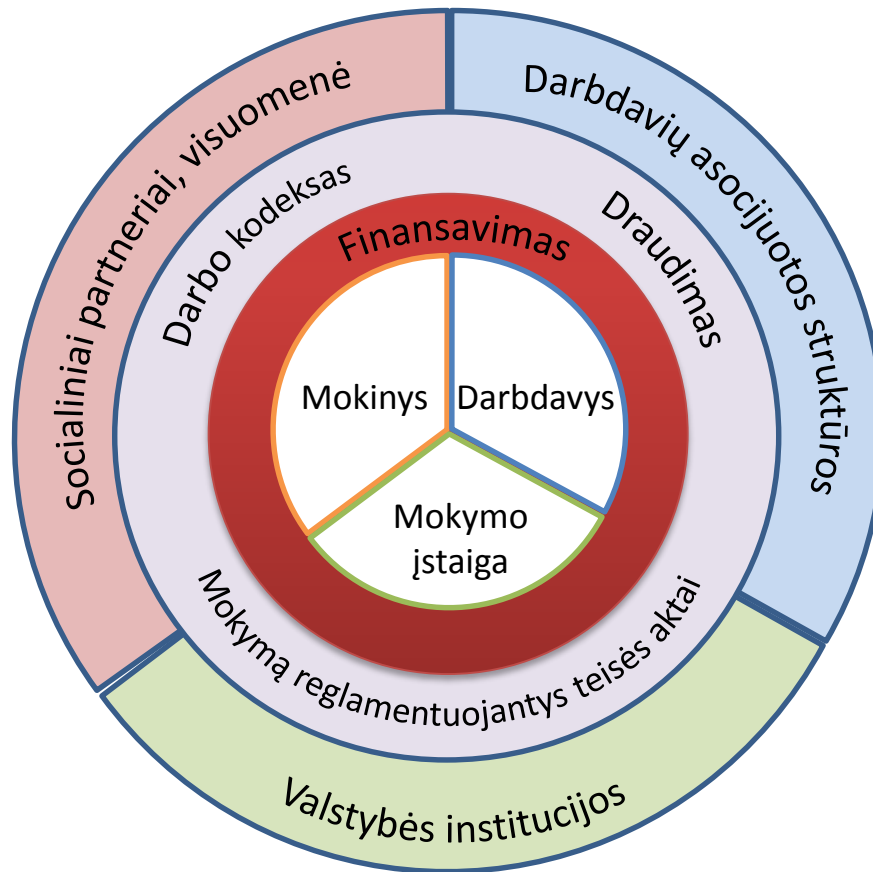 Socialiniai partneriai, visuomenė
Darbdavių asocijuotos struktūros
Darbo kodeksas
Draudimas
Finansavimas
Mokinys
Darbdavys
Mokymo
įstaiga
Mokymą reglamentuojantys teisės aktai
Valstybės institucijos